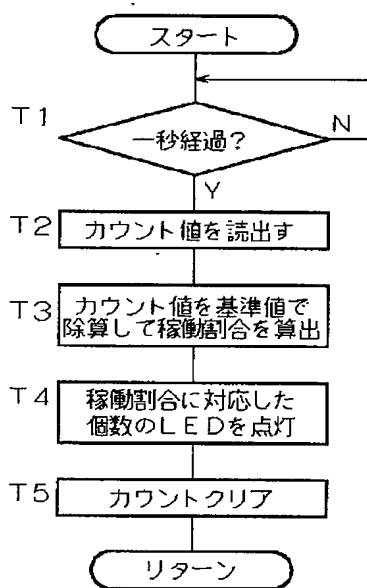 スタート
T1
一秒経過?
N
Y
T2
カウント値を読出す
T3
カウント値を基準値で
除算して稼働割合を算出
T4
稼働割合に対応した
個数のLEDを点灯
T5
カウントクリア
リターン